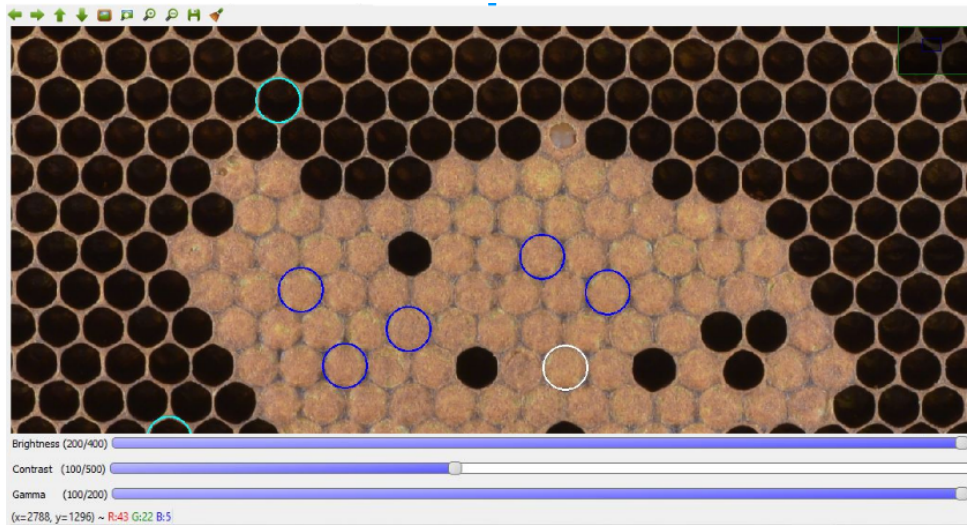 Brightness (200/400)
Contrast (100/500)
Gamma (100/200)
(x=2788, y=1296) ~ R:43 G:22 B:5